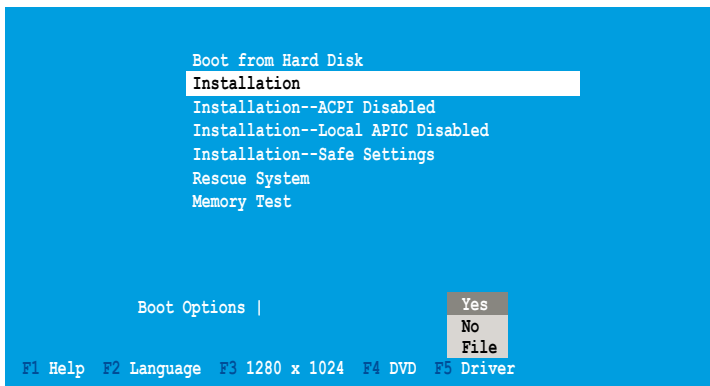 Boot from Hard Disk
Installation
Installation--ACPI Disabled
Installation--Local APIC Disabled
Installation--Safe Settings
Rescue System
Memory Test
Boot Options |
Yes
No
File
F1 Help F2 Language F3 1280 x 1024 F4 DVD F5 Driver